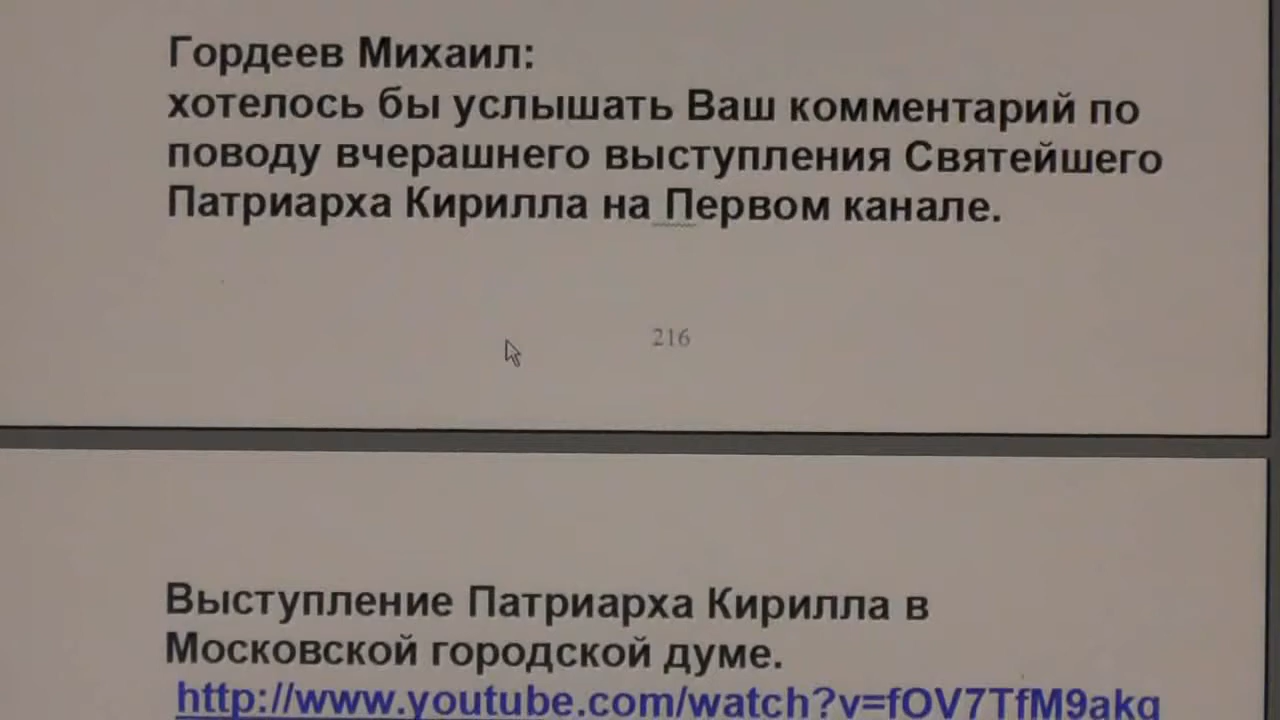 Гордеев Михаил:
хотелось бы услышать Ваш комментарий по
поводу вчерашнего выступления Святейшего
Патриарха Кирилла на Первом канале.
216
Выступление Патриарха Кирилла в
Московской городской думе.
http://www.youtube.com/watch?v=fOV7TfM9akg